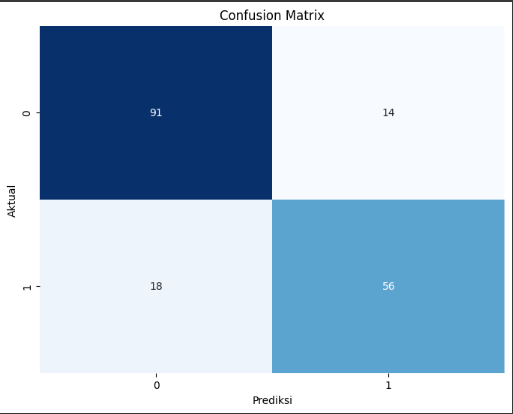 Confusion Matrix
Aktual
0
91
14
1
18
56
0
1
Prediksi